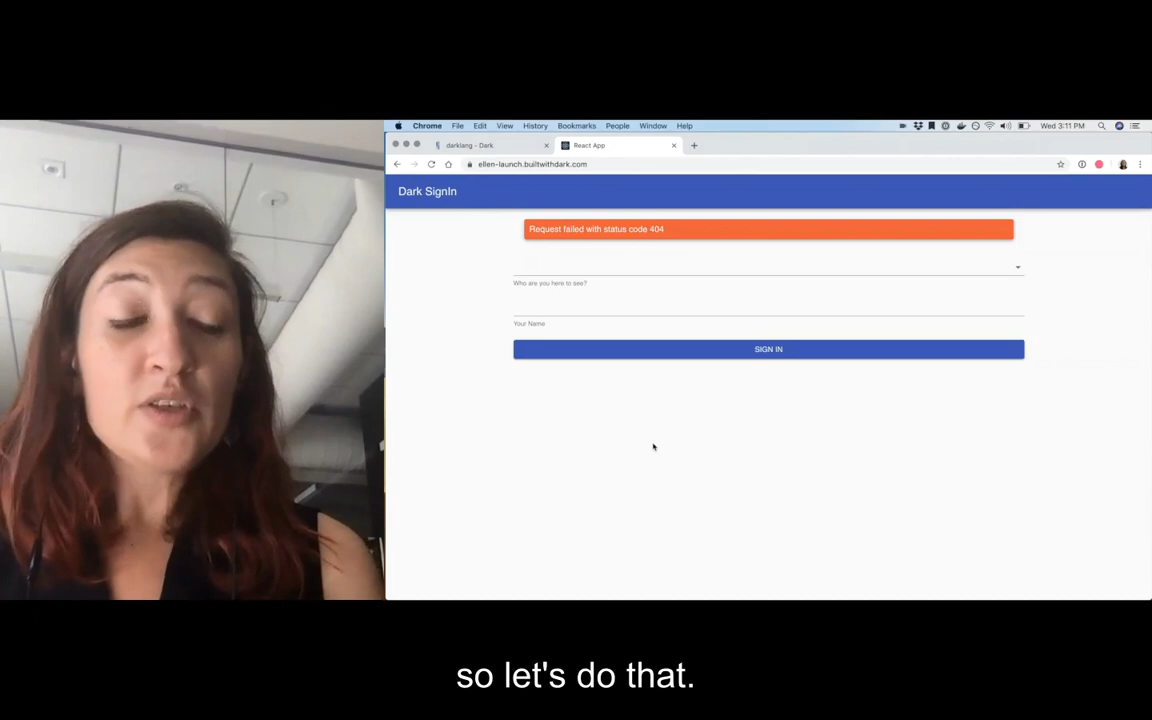 Chrome File Edit View History Bookmarks People Window Help Wed 3:11 PM
darklang - Dark React App
ellen-launch.builtwithdark.com
Dark SignIn
Request failed with status code 404
Who are you here to see?
Your Name
SIGN IN
so let's do that.